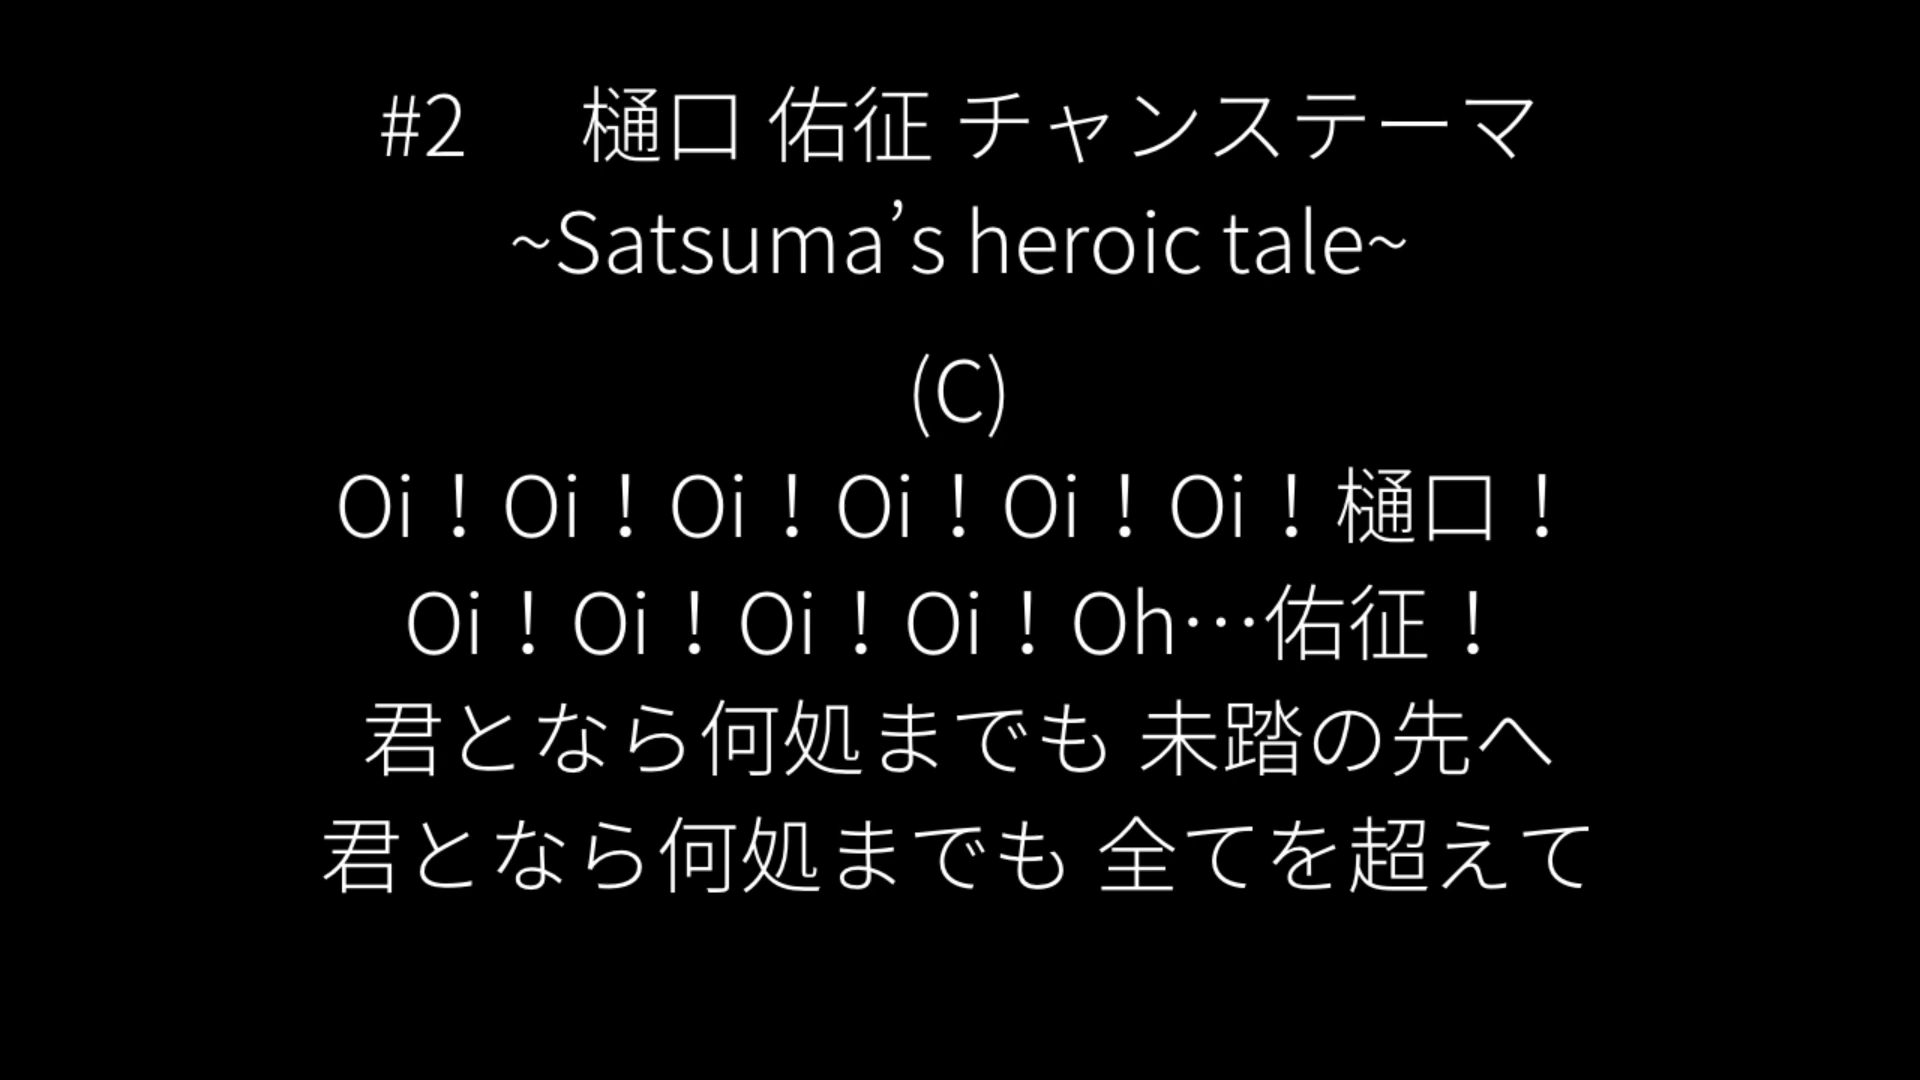 #2　樋口 佑征 チャンステーマ
~Satsuma’s heroic tale~
(C)
Oi！Oi！Oi！Oi！Oi！Oi！樋口！
Oi！Oi！Oi！Oi！Oh…佑征！
君となら何処までも 未踏の先へ
君となら何処までも 全てを超えて